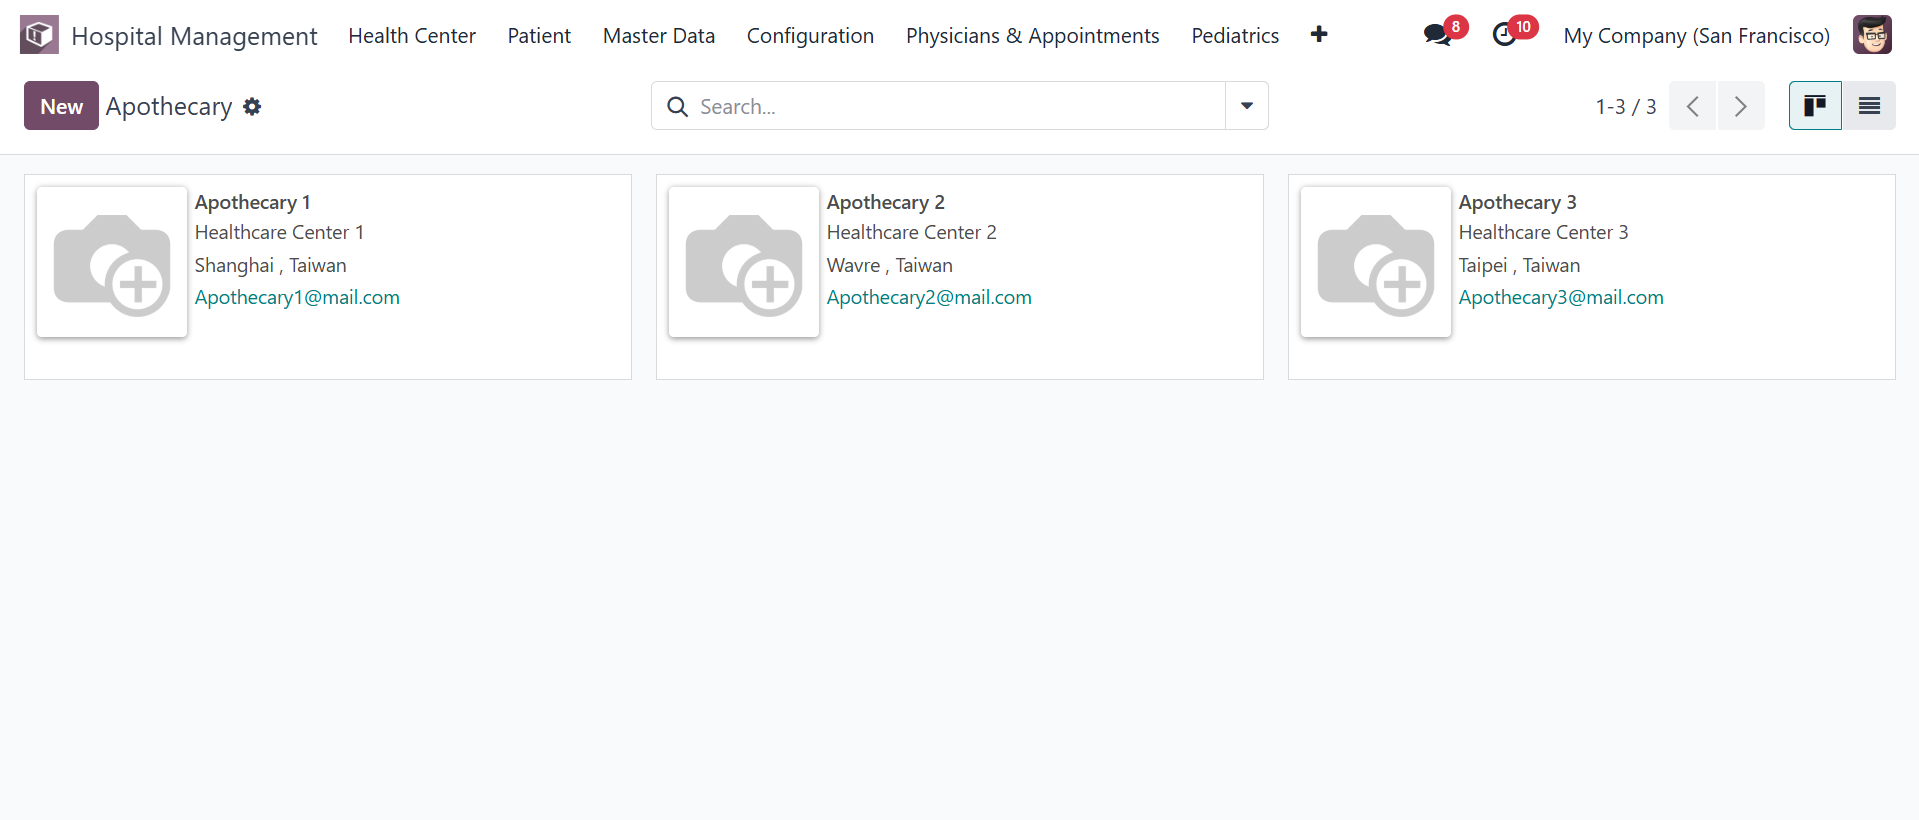 Hospital Management Health Center Patient Master Data Configuration Physicians & Appointments Pediatrics 8 10 My Company (San Francisco)
New Apothecary Search... 1-3 / 3
Apothecary 1
Healthcare Center 1
Shanghai , Taiwan
Apothecary1@mail.com
Apothecary 2
Healthcare Center 2
Wavre , Taiwan
Apothecary2@mail.com
Apothecary 3
Healthcare Center 3
Taipei , Taiwan
Apothecary3@mail.com